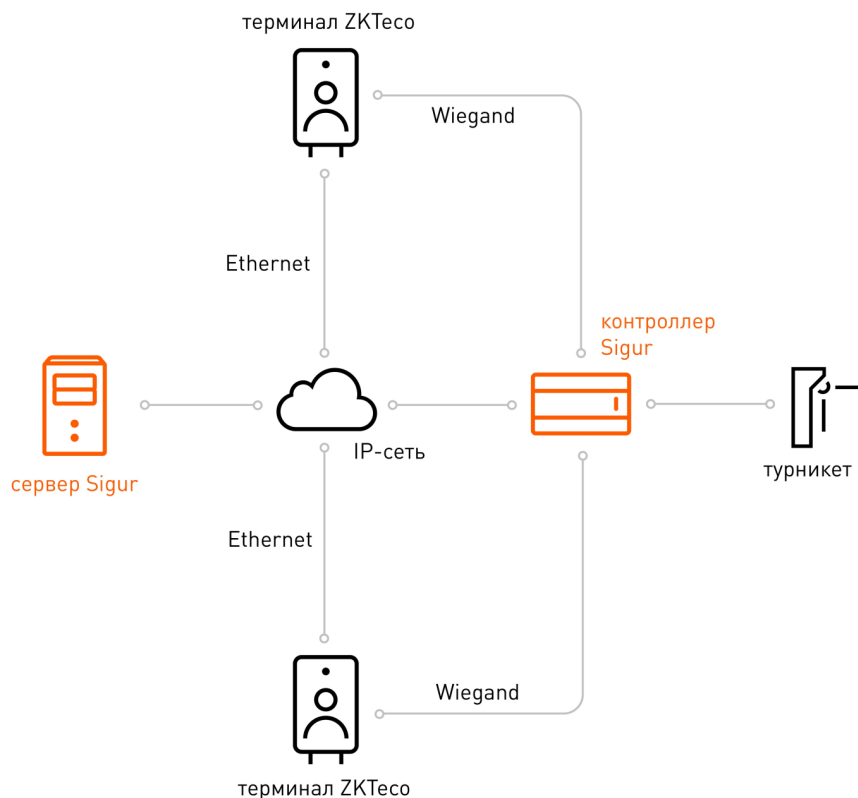 терминал ZKTeco
Wiegand
Ethernet
контроллер
Sigur
IP-сеть
сервер Sigur
турникет
Ethernet
Wiegand
терминал ZKTeco